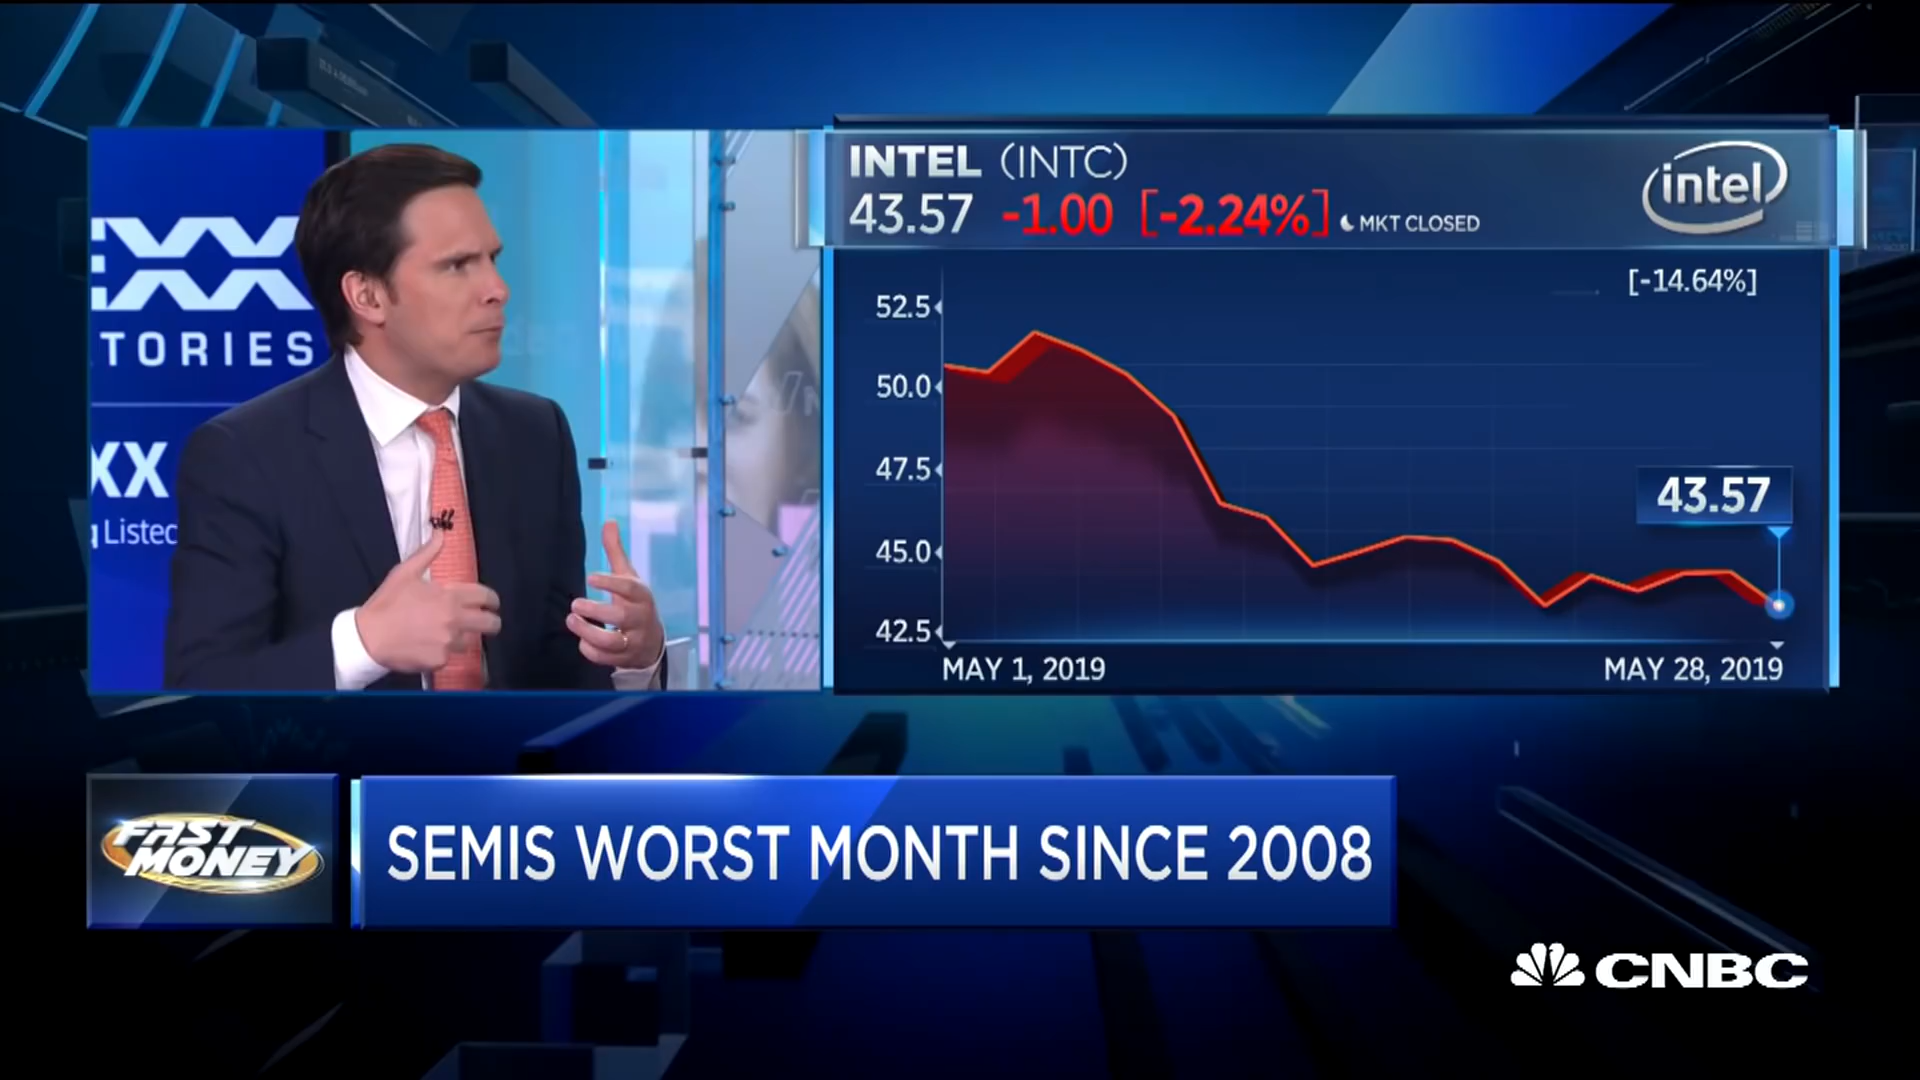 XX
TORIES
XX
Listec
INTEL (INTC)
43.57 -1.00 [-2.24%] MKT CLOSED
intel
[-14.64%]
52.5
50.0
47.5
45.0
42.5
43.57
MAY 1, 2019 MAY 28, 2019
FAST
MONEY
SEMIS WORST MONTH SINCE 2008
CNBC